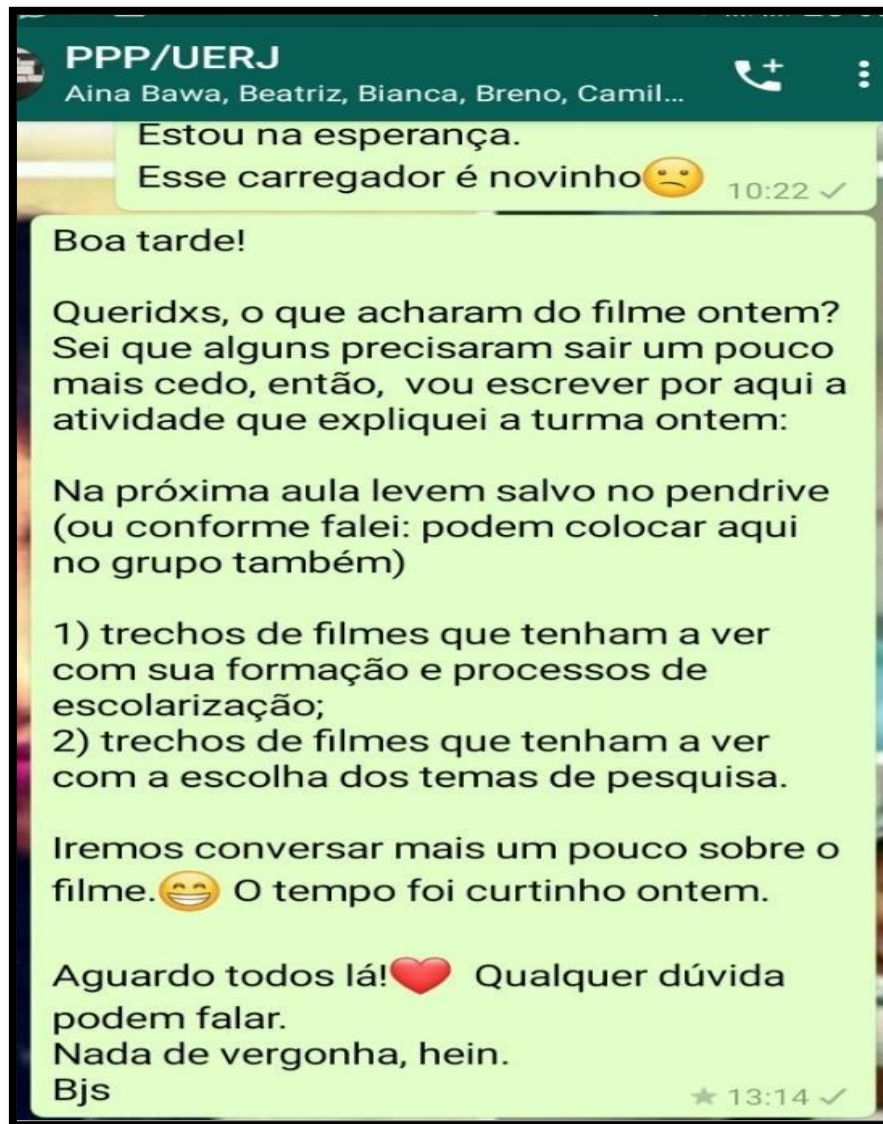 PPP/UERJ
Aina Bawa, Beatriz, Bianca, Breno, Camil...
Estou na esperança.
Esse carregador é novinho😕 10:22
Boa tarde!
Queridxs, o que acharam do filme ontem?
Sei que alguns precisaram sair um pouco
mais cedo, então, vou escrever por aqui a
atividade que expliquei a turma ontem:
Na próxima aula levem salvo no pendrive
(ou conforme falei: podem colocar aqui
no grupo também)
1) trechos de filmes que tenham a ver
com sua formação e processos de
escolarização;
2) trechos de filmes que tenham a ver
com a escolha dos temas de pesquisa.
Iremos conversar mais um pouco sobre o
filme.😁 O tempo foi curtinho ontem.
Aguardo todos lá!❤️ Qualquer dúvida
podem falar.
Nada de vergonha, hein.
Bjs 13:14